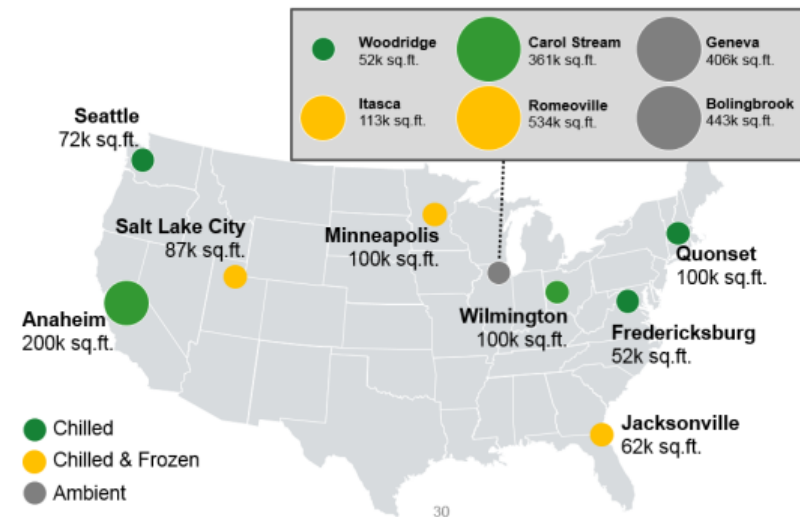 Woodridge
52k sq.ft.
Carol Stream
361k sq.ft.
Geneva
406k sq.ft.
Itasca
113k sq.ft.
Romeoville
534k sq.ft.
Bolingbrook
443k sq.ft.
Seattle
72k sq.ft.
Salt Lake City
87k sq.ft.
Minneapolis
100k sq.ft.
Quonset
100k sq.ft.
Anaheim
200k sq.ft.
Wilmington
100k sq.ft.
Fredericksburg
52k sq.ft.
Jacksonville
62k sq.ft.
Chilled
Chilled & Frozen
Ambient
30